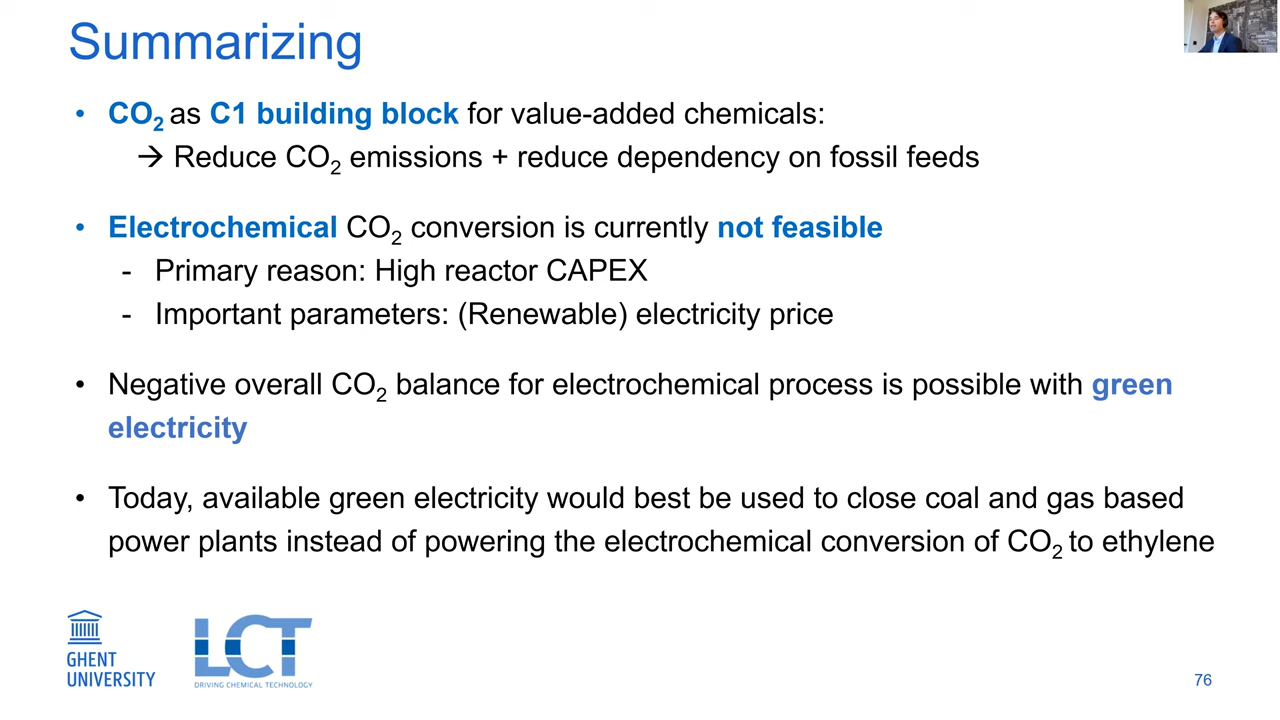 Summarizing
• CO₂ as C1 building block for value-added chemicals:
→ Reduce CO₂ emissions + reduce dependency on fossil feeds
• Electrochemical CO₂ conversion is currently not feasible
- Primary reason: High reactor CAPEX
- Important parameters: (Renewable) electricity price
• Negative overall CO₂ balance for electrochemical process is possible with green
electricity
• Today, available green electricity would best be used to close coal and gas based
power plants instead of powering the electrochemical conversion of CO₂ to ethylene
GHENT
UNIVERSITY
LCT
DRIVING CHEMICAL TECHNOLOGY
76